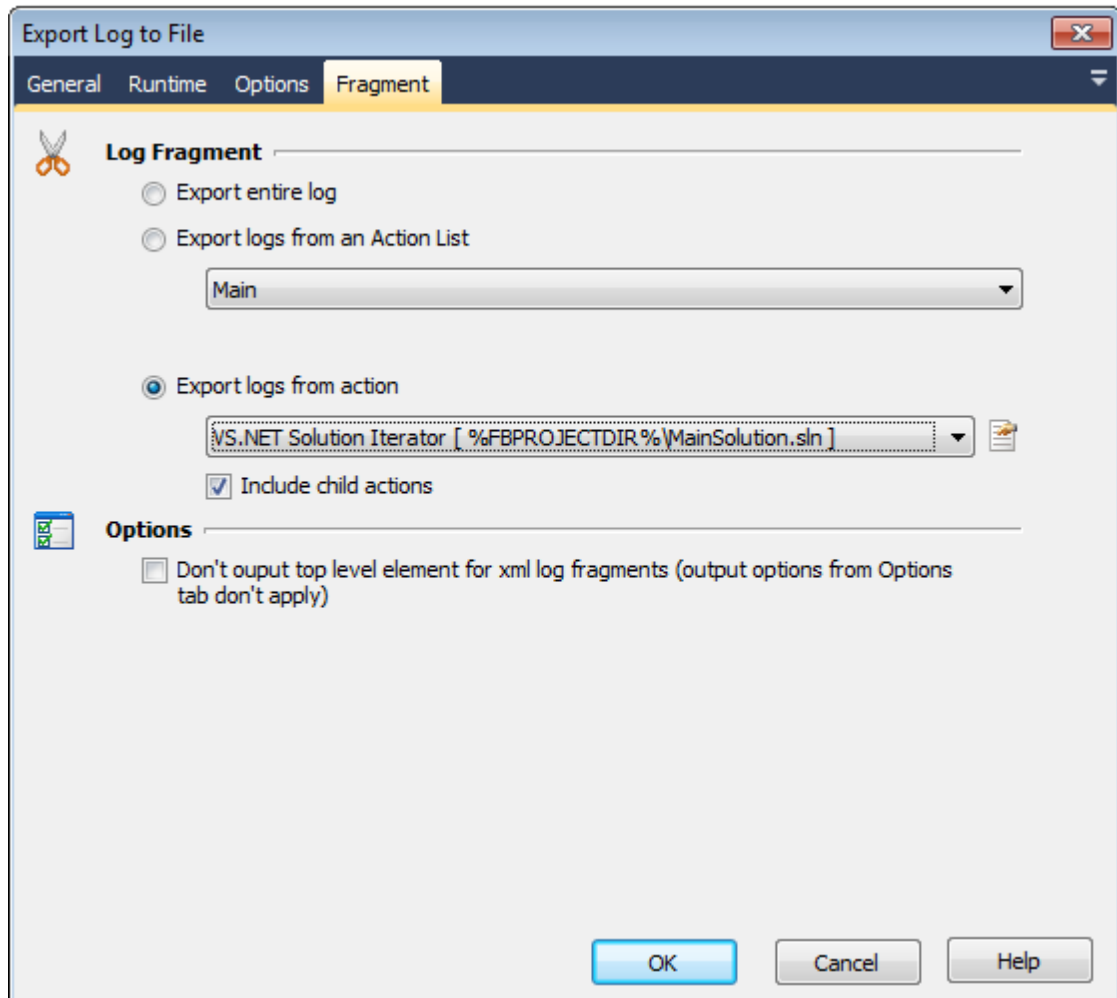 Export Log to File
General Runtime Options Fragment
Log Fragment
Export entire log
Export logs from an Action List
Main
Export logs from action
VS.NET Solution Iterator [ %FBPROJECTDIR%\MainSolution.sln ]
Include child actions
Options
Don't ouput top level element for xml log fragments (output options from Options
tab don't apply)
OK Cancel Help